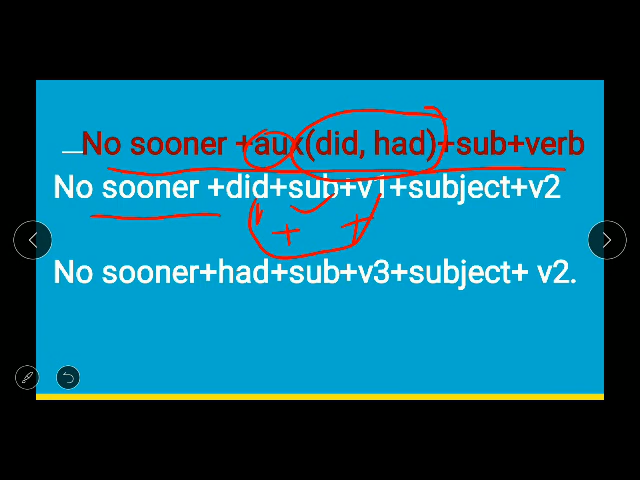 No sooner +aux(did, had)+sub+verb
No sooner +did+sub+v1+subject+v2
No sooner+had+sub+v3+subject+ v2.